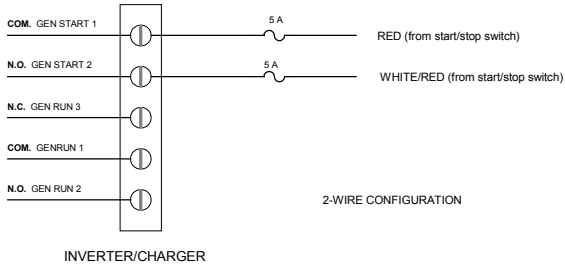 COM. GEN START 1
5 A
RED (from start/stop switch)
N.O. GEN START 2
5 A
WHITE/RED (from start/stop switch)
N.C. GEN RUN 3
COM. GENRUN 1
N.O. GEN RUN 2
2-WIRE CONFIGURATION
INVERTER/CHARGER